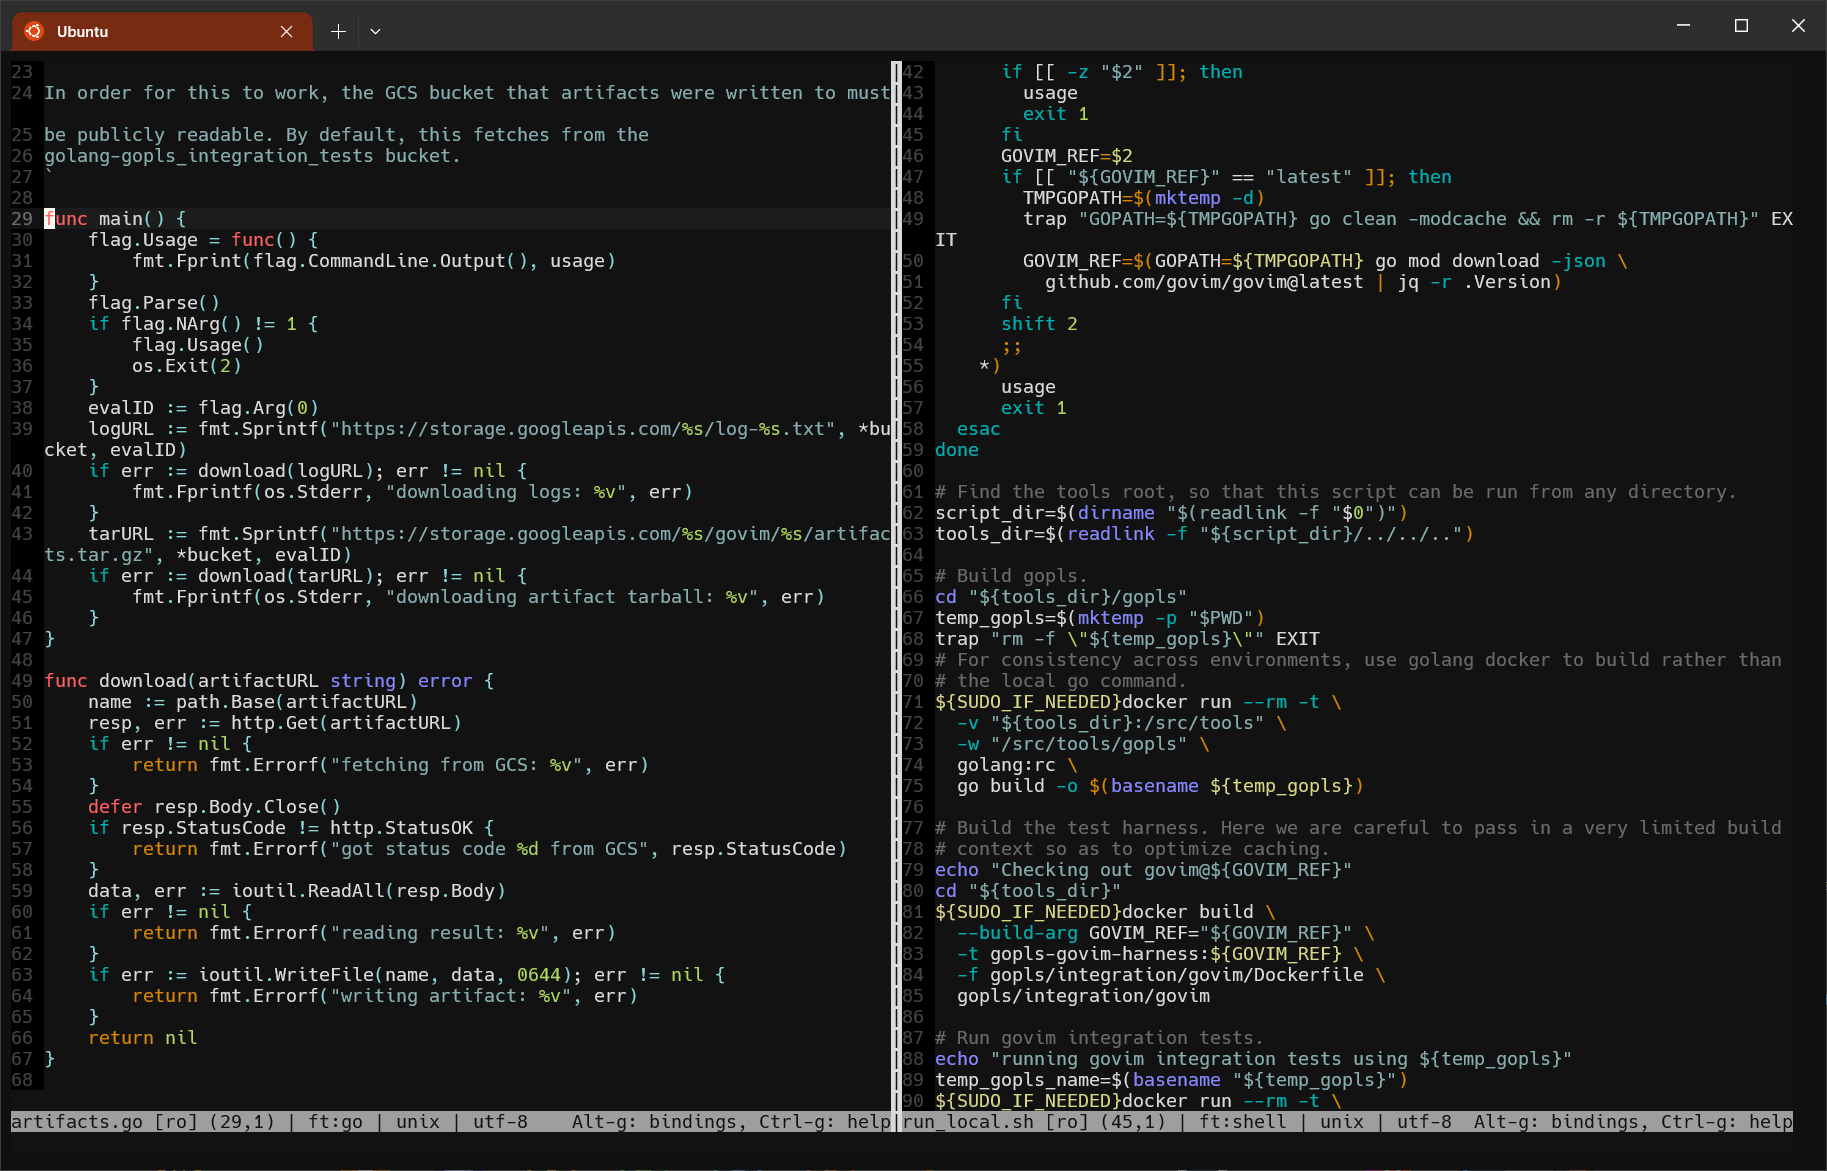 Ubuntu
23
24 In order for this to work, the GCS bucket that artifacts were written to must
25 be publicly readable. By default, this fetches from the
26 golang-gopls_integration_tests bucket.
27 `
28
29 func main() {
30     flag.Usage = func() {
31         fmt.Fprint(flag.CommandLine.Output(), usage)
32     }
33     flag.Parse()
34     if flag.NArg() != 1 {
35         flag.Usage()
36         os.Exit(2)
37     }
38     evalID := flag.Arg(0)
39     logURL := fmt.Sprintf("https://storage.googleapis.com/%s/log-%s.txt", *bu
cket, evalID)
40     if err := download(logURL); err != nil {
41         fmt.Fprintf(os.Stderr, "downloading logs: %v", err)
42     }
43     tarURL := fmt.Sprintf("https://storage.googleapis.com/%s/govim/%s/artifac
ts.tar.gz", *bucket, evalID)
44     if err := download(tarURL); err != nil {
45         fmt.Fprintf(os.Stderr, "downloading artifact tarball: %v", err)
46     }
47 }
48
49 func download(artifactURL string) error {
50     name := path.Base(artifactURL)
51     resp, err := http.Get(artifactURL)
52     if err != nil {
53         return fmt.Errorf("fetching from GCS: %v", err)
54     }
55     defer resp.Body.Close()
56     if resp.StatusCode != http.StatusOK {
57         return fmt.Errorf("got status code %d from GCS", resp.StatusCode)
58     }
59     data, err := ioutil.ReadAll(resp.Body)
60     if err != nil {
61         return fmt.Errorf("reading result: %v", err)
62     }
63     if err := ioutil.WriteFile(name, data, 0644); err != nil {
64         return fmt.Errorf("writing artifact: %v", err)
65     }
66     return nil
67 }
68
artifacts.go [ro] (29,1) | ft:go | unix | utf-8    Alt-g: bindings, Ctrl-g: help
42       if [[ -z "$2" ]]; then
43         usage
44         exit 1
45       fi
46       GOVIM_REF=$2
47       if [[ "${GOVIM_REF}" == "latest" ]]; then
48         TMPGOPATH=$(mktemp -d)
49         trap "GOPATH=${TMPGOPATH} go clean -modcache && rm -r ${TMPGOPATH}" EX
IT
50         GOVIM_REF=$(GOPATH=${TMPGOPATH} go mod download -json \
51           github.com/govim/govim@latest | jq -r .Version)
52       fi
53       shift 2
54       ;;
55     *)
56       usage
57       exit 1
58   esac
59 done
60
61 # Find the tools root, so that this script can be run from any directory.
62 script_dir=$(dirname "$(readlink -f "$0")")
63 tools_dir=$(readlink -f "${script_dir}/../../..")
64
65 # Build gopls.
66 cd "${tools_dir}/gopls"
67 temp_gopls=$(mktemp -p "$PWD")
68 trap "rm -f \"${temp_gopls}\"" EXIT
69 # For consistency across environments, use golang docker to build rather than
70 # the local go command.
71 ${SUDO_IF_NEEDED}docker run --rm -t \
72   -v "${tools_dir}:/src/tools" \
73   -w "/src/tools/gopls" \
74   golang:rc \
75   go build -o $(basename ${temp_gopls})
76
77 # Build the test harness. Here we are careful to pass in a very limited build
78 # context so as to optimize caching.
79 echo "Checking out govim@${GOVIM_REF}"
80 cd "${tools_dir}"
81 ${SUDO_IF_NEEDED}docker build \
82   --build-arg GOVIM_REF="${GOVIM_REF}" \
83   -t gopls-govim-harness:${GOVIM_REF} \
84   -f gopls/integration/govim/Dockerfile \
85   gopls/integration/govim
86
87 # Run govim integration tests.
88 echo "running govim integration tests using ${temp_gopls}"
89 temp_gopls_name=$(basename "${temp_gopls}")
90 ${SUDO_IF_NEEDED}docker run --rm -t \
run_local.sh [ro] (45,1) | ft:shell | unix | utf-8  Alt-g: bindings, Ctrl-g: help